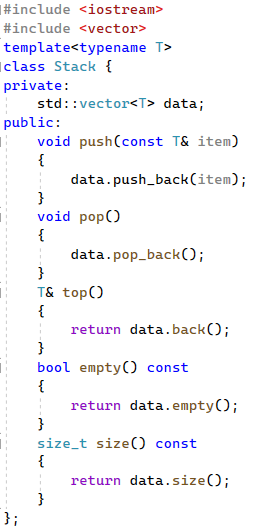 #include <iostream>
#include <vector>
template<typename T>
class Stack {
private:
    std::vector<T> data;
public:
    void push(const T& item)
    {
        data.push_back(item);
    }
    void pop()
    {
        data.pop_back();
    }
    T& top()
    {
        return data.back();
    }
    bool empty() const
    {
        return data.empty();
    }
    size_t size() const
    {
        return data.size();
    }
};